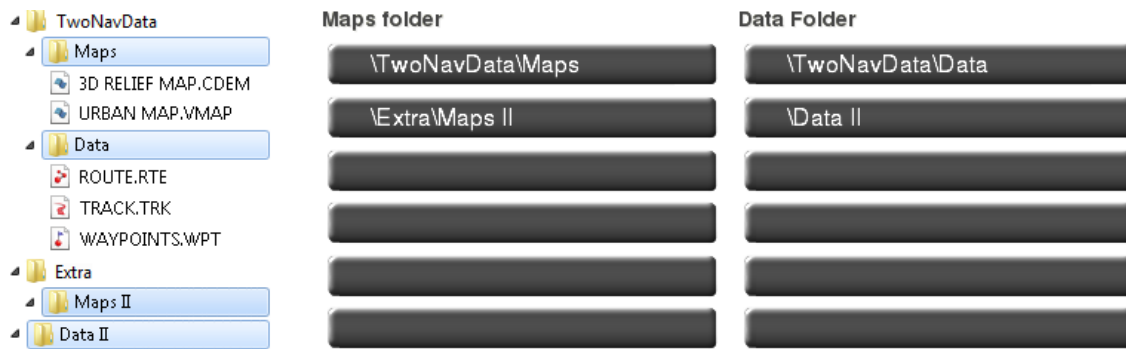 TwoNavData
Maps
3D RELIEF MAP.CDEM
URBAN MAP.VMAP
Data
ROUTE.RTE
TRACK.TRK
WAYPOINTS.WPT
Extra
Maps II
Data II
Maps folder
\TwoNavData\Maps
\Extra\Maps II
Data Folder
\TwoNavData\Data
\Data II